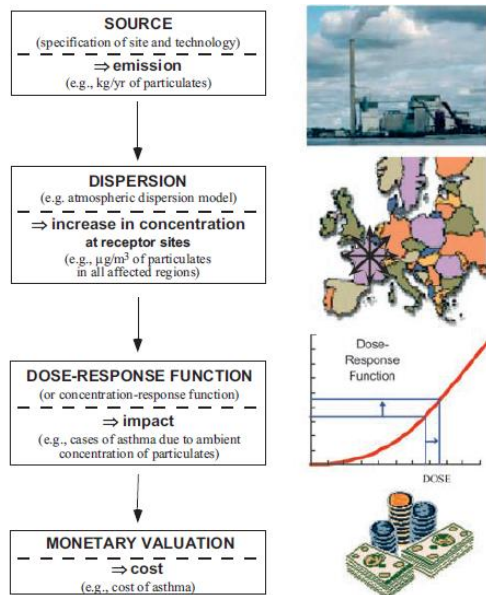 SOURCE
(specification of site and technology)
⇒ emission
(e.g., kg/yr of particulates)
DISPERSION
(e.g. atmospheric dispersion model)
⇒ increase in concentration
at receptor sites
(e.g., µg/m³ of particulates
in all affected regions)
DOSE-RESPONSE FUNCTION
(or concentration-response function)
⇒ impact
(e.g., cases of asthma due to ambient
concentration of particulates)
Dose-
Response
Function
DOSE
MONETARY VALUATION
⇒ cost
(e.g., cost of asthma)